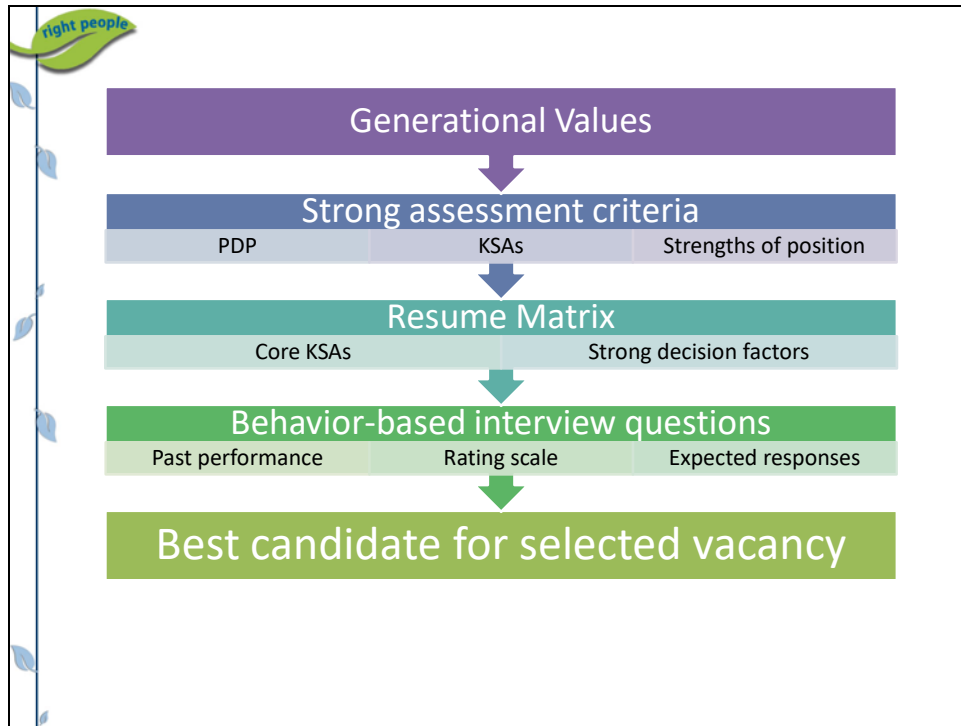 right people
Generational Values
Strong assessment criteria
PDP KSAs Strengths of position
Resume Matrix
Core KSAs Strong decision factors
Behavior-based interview questions
Past performance Rating scale Expected responses
Best candidate for selected vacancy